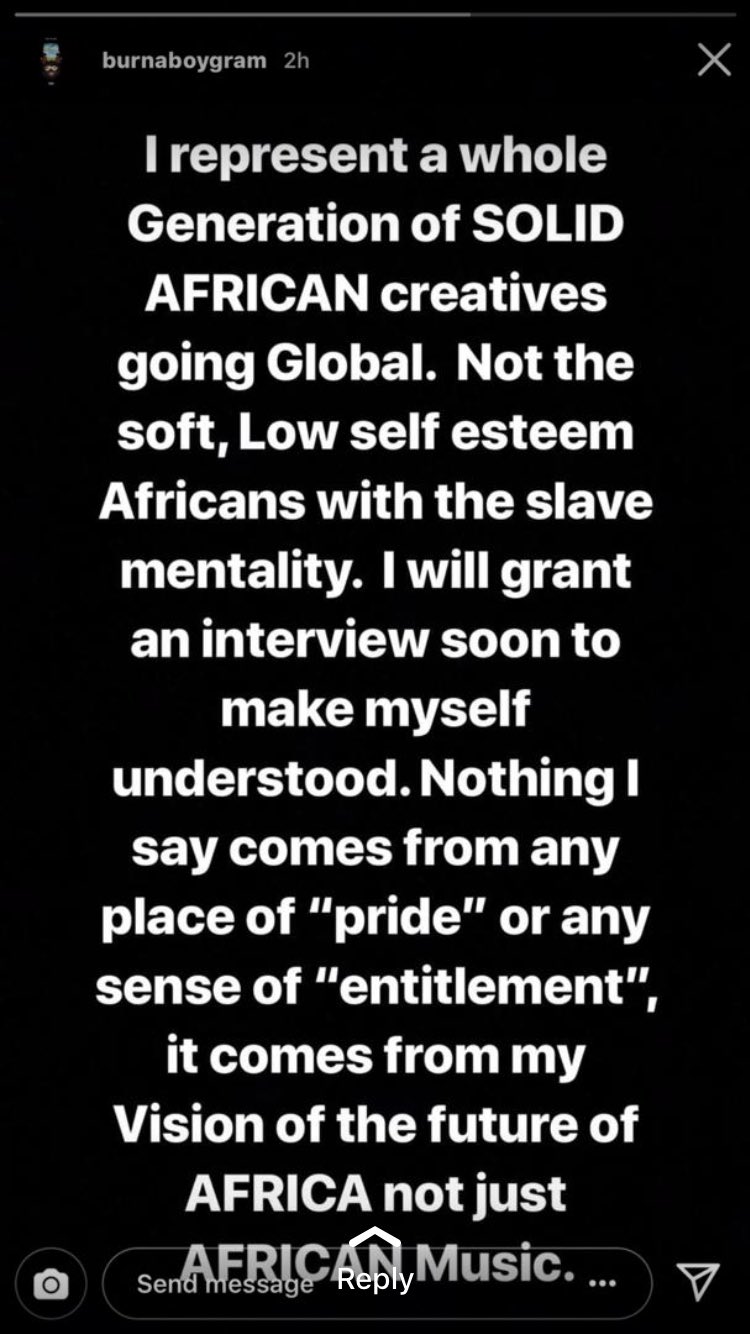 burnaboygram 2h
I represent a whole
Generation of SOLID
AFRICAN creatives
going Global.  Not the
soft, Low self esteem
Africans with the slave
mentality.  I will grant
an interview soon to
make myself
understood. Nothing I
say comes from any
place of “pride” or any
sense of “entitlement”,
it comes from my
Vision of the future of
AFRICA not just
AFRICAN Music.
Send message
Reply